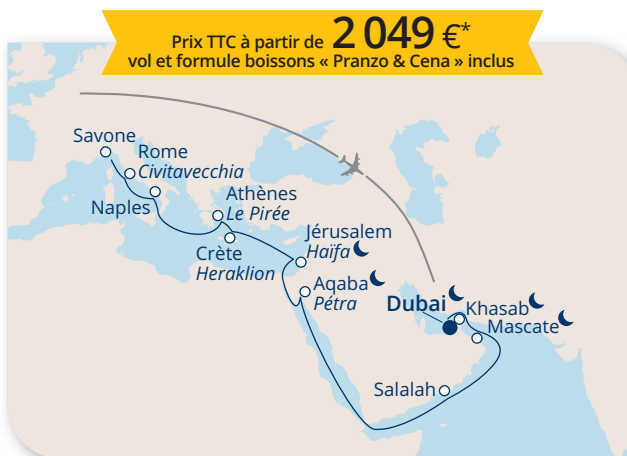 Prix TTC à partir de 2 049 €*
vol et formule boissons « Pranzo & Cena » inclus
Savone
Rome
Civitavecchia
Naples
Athènes
Le Pirée
Crète
Heraklion
Jérusalem
Haïfa
Aqaba
Pétra
Dubai
Khasab
Mascate
Salalah